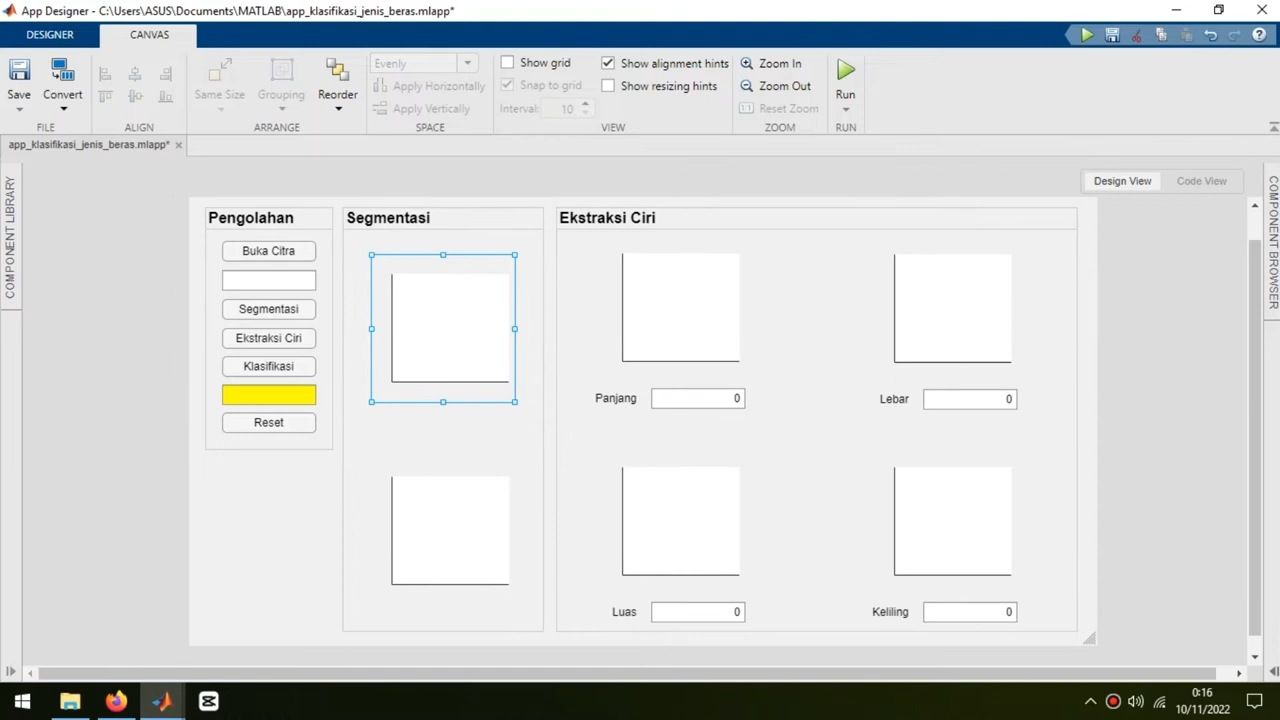 App Designer - C:\Users\ASUS\Documents\MATLAB\app_klasifikasi_jenis_beras.mlapp*
DESIGNER
CANVAS
Save
Convert
FILE
ALIGN
Same Size
Grouping
Reorder
ARRANGE
Evenly
Apply Horizontally
Apply Vertically
SPACE
Show grid
Snap to grid
Interval: 10
Show alignment hints
Show resizing hints
VIEW
Zoom In
Zoom Out
Reset Zoom
ZOOM
Run
RUN
app_klasifikasi_jenis_beras.mlapp*
Design View
Code View
COMPONENT LIBRARY
COMPONENT BROWSER
Pengolahan
Buka Citra
Segmentasi
Ekstraksi Ciri
Klasifikasi
Reset
Segmentasi
Ekstraksi Ciri
Panjang 0
Lebar 0
Luas 0
Keliling 0
0:16
10/11/2022